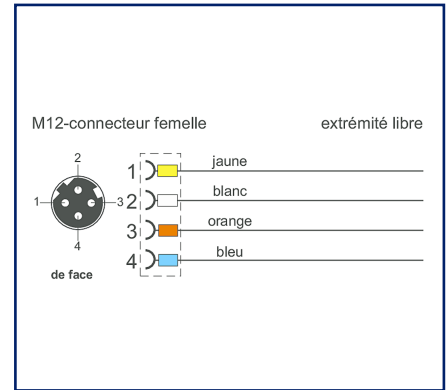 M12-connecteur femelle
extrémité libre
2
1
3
4
de face
1 jaune
2 blanc
3 orange
4 bleu